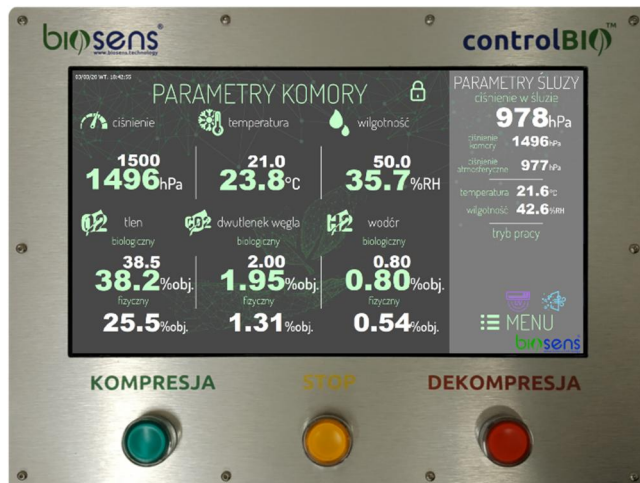 biosens®
www.biosens.technology
controlBIO™
03/03/20 WT. 18:42:55
PARAMETRY KOMORY
ciśnienie temperatura wilgotność
1500 21.0 50.0
1496hPa 23.8°C 35.7%RH
O2 tlen CO2 dwutlenek węgla H2 wodór
biologiczny biologiczny biologiczny
38.5 2.00 0.80
38.2%obj. 1.95%obj. 0.80%obj.
fizyczny fizyczny fizyczny
25.5%obj. 1.31%obj. 0.54%obj.
PARAMETRY ŚLUZY
ciśnienie w śluzie
978hPa
ciśnienie komory 1496hPa
ciśnienie atmosferyczne 977hPa
temperatura 21.6°C
wilgotność 42.6%RH
tryb pracy
MENU
biosens
KOMPRESJA STOP DEKOMPRESJA